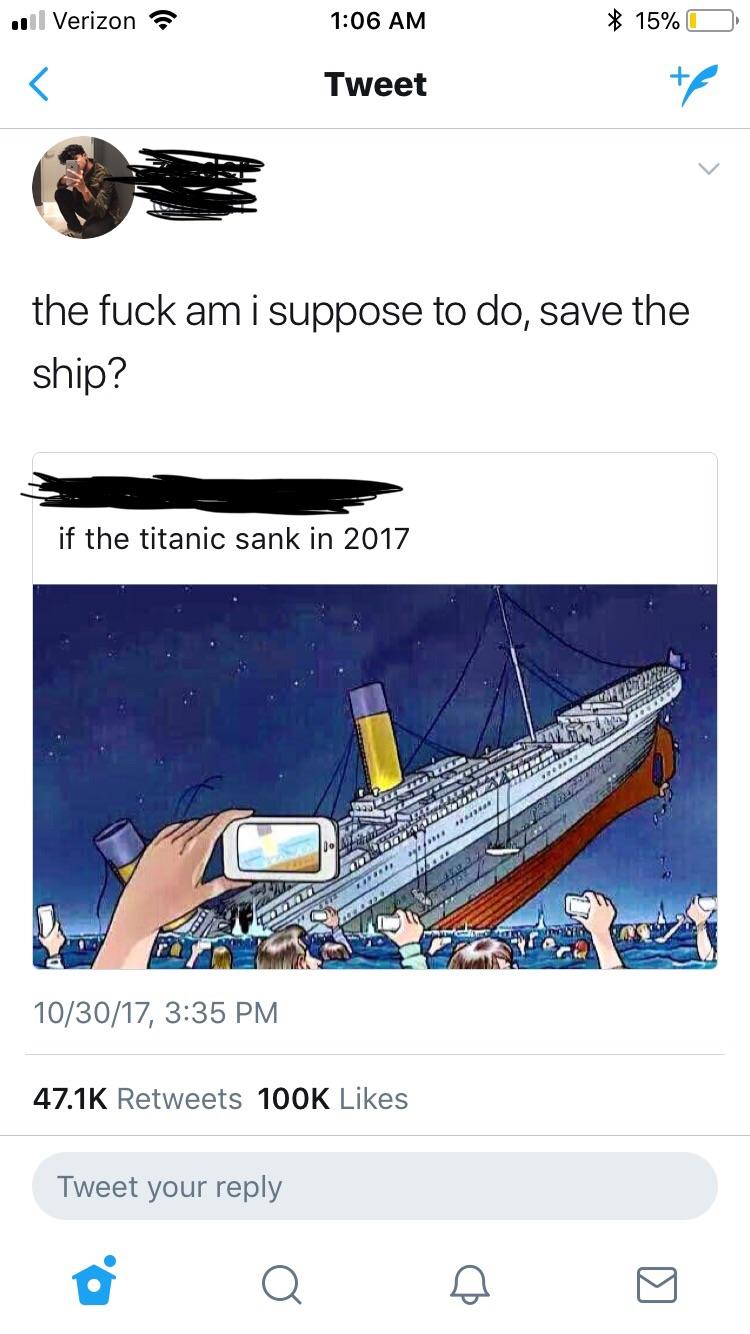 Verizon 1:06 AM 15%
Tweet
the fuck am i suppose to do, save the
ship?
if the titanic sank in 2017
10/30/17, 3:35 PM
47.1K Retweets 100K Likes
Tweet your reply